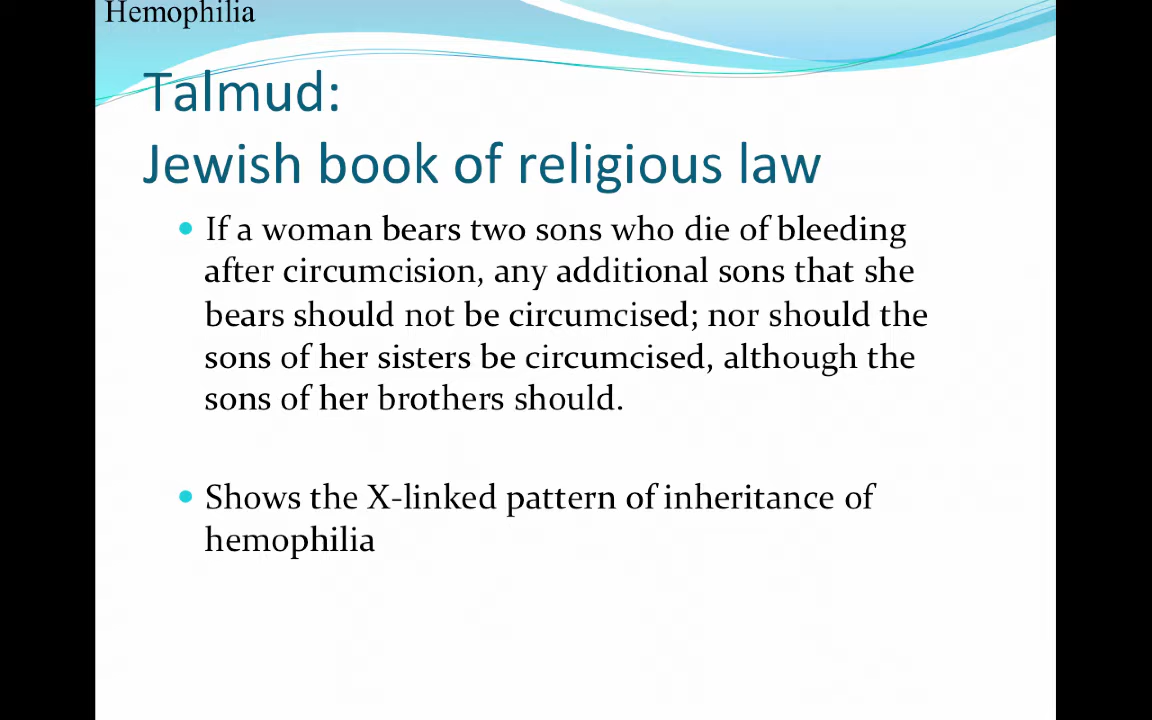 Hemophilia
Talmud:
Jewish book of religious law
• If a woman bears two sons who die of bleeding
after circumcision, any additional sons that she
bears should not be circumcised; nor should the
sons of her sisters be circumcised, although the
sons of her brothers should.
• Shows the X-linked pattern of inheritance of
hemophilia